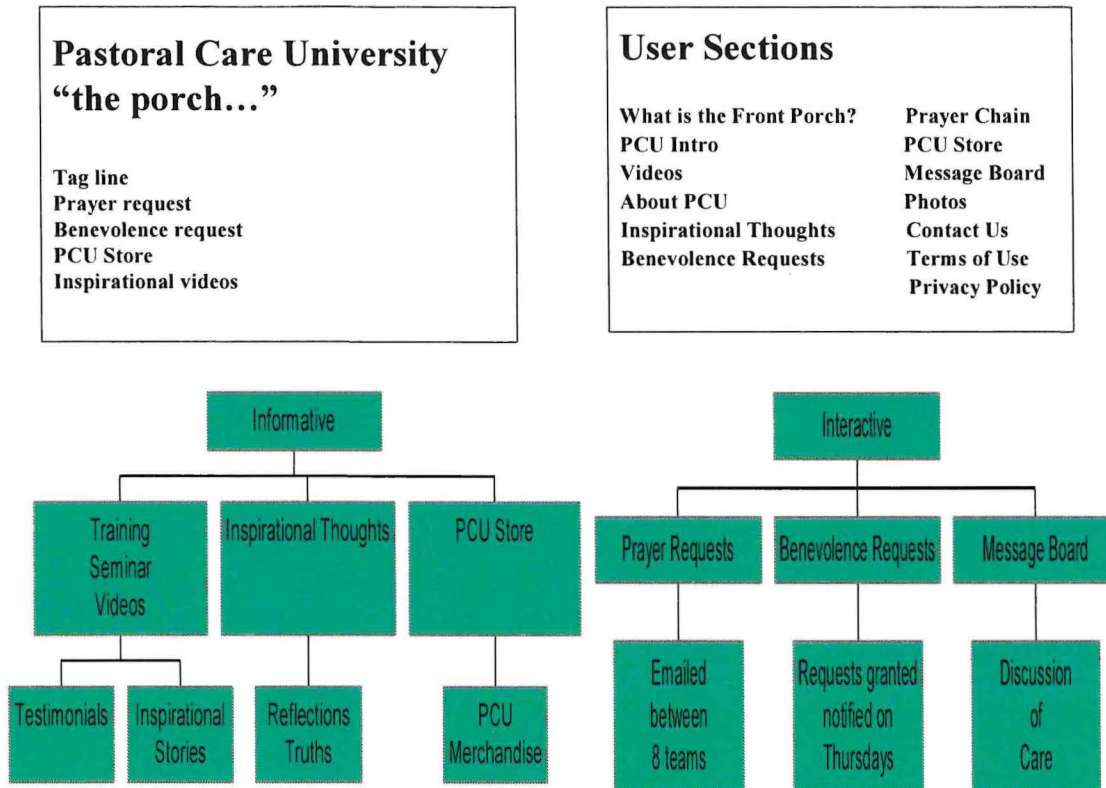 Pastoral Care University
“the porch…”
Tag line
Prayer request
Benevolence request
PCU Store
Inspirational videos
User Sections
What is the Front Porch?
PCU Intro
Videos
About PCU
Inspirational Thoughts
Benevolence Requests
Prayer Chain
PCU Store
Message Board
Photos
Contact Us
Terms of Use
Privacy Policy
Informative
Training
Seminar
Videos
Inspirational Thoughts
PCU Store
Testimonials
Inspirational
Stories
Reflections
Truths
PCU
Merchandise
Interactive
Prayer Requests
Benevolence Requests
Message Board
Emailed
between
8 teams
Requests granted
notified on
Thursdays
Discussion
of
Care